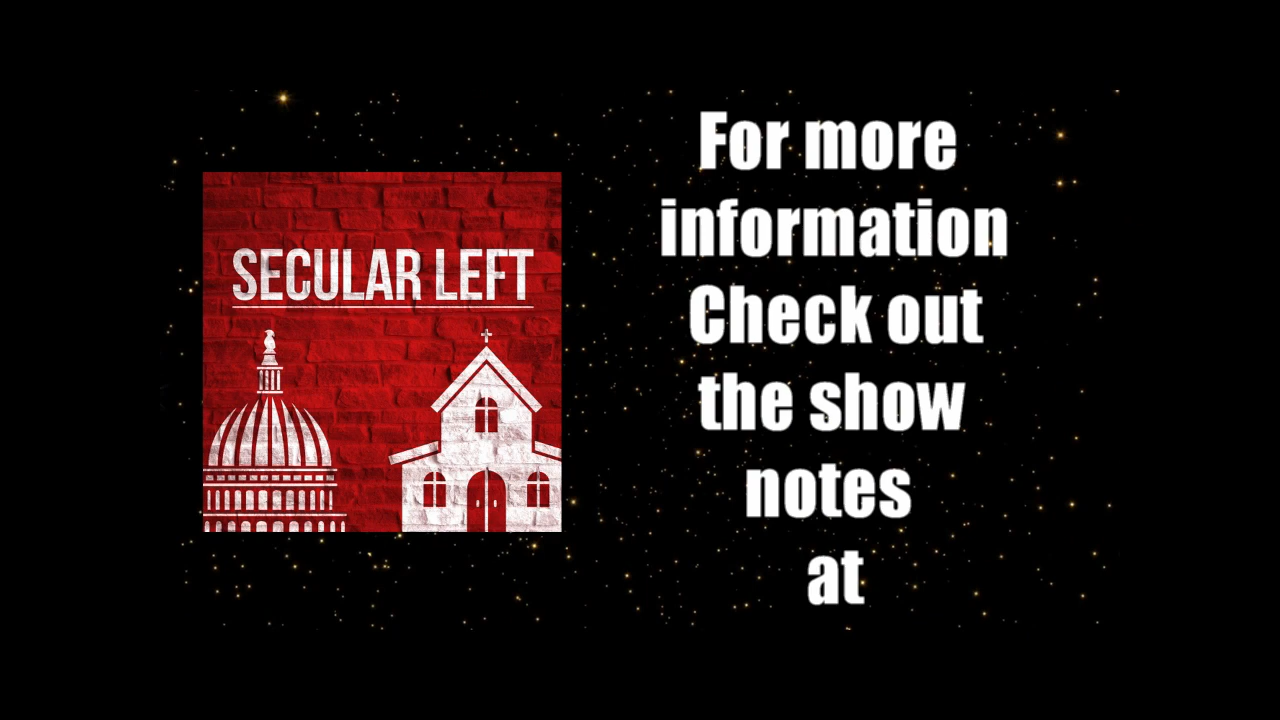 SECULAR LEFT
For more
information
Check out
the show
notes
at